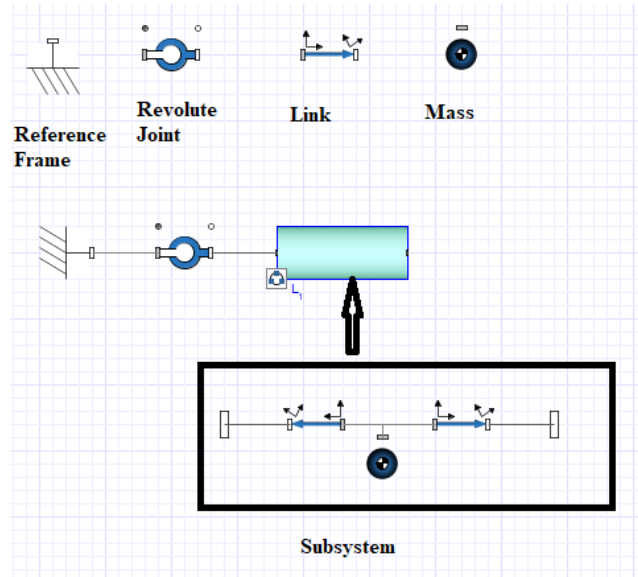 Revolute
Joint
Link
Mass
Reference
Frame
L1
Subsystem